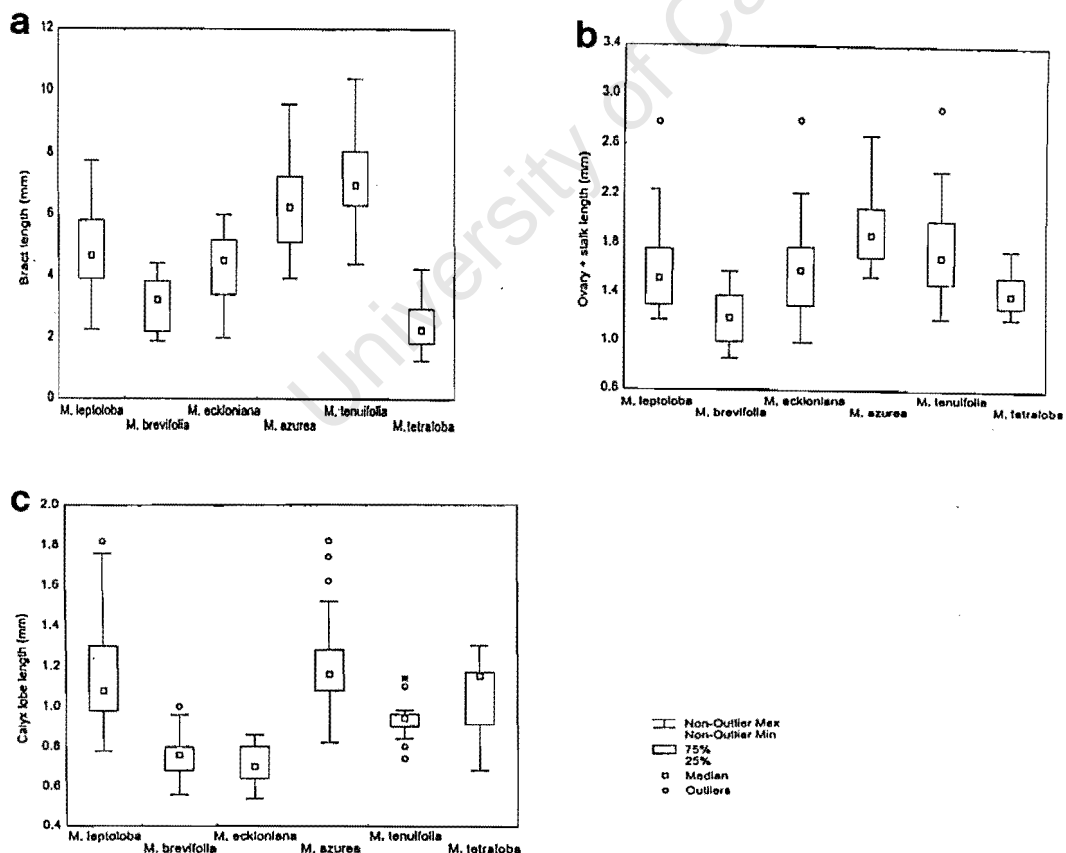 University of Ca
a
12
10
8
6
4
2
0
Bract length (mm)
M. leptoloba
M. brevifolia
M. eckloniana
M. azurea
M. tenuifolia
M. tetraloba
b
3.4
3.0
2.6
2.2
1.8
1.4
1.0
0.6
Ovary + stalk length (mm)
M. leptoloba
M. brevifolia
M. eckloniana
M. azurea
M. tenuifolia
M. tetraloba
c
2.0
1.8
1.6
1.4
1.2
1.0
0.8
0.6
0.4
Calyx lobe length (mm)
M. leptoloba
M. brevifolia
M. eckloniana
M. azurea
M. tenuifolia
M. tetraloba
Non-Outlier Max
Non-Outlier Min
75%
25%
Median
Outliers